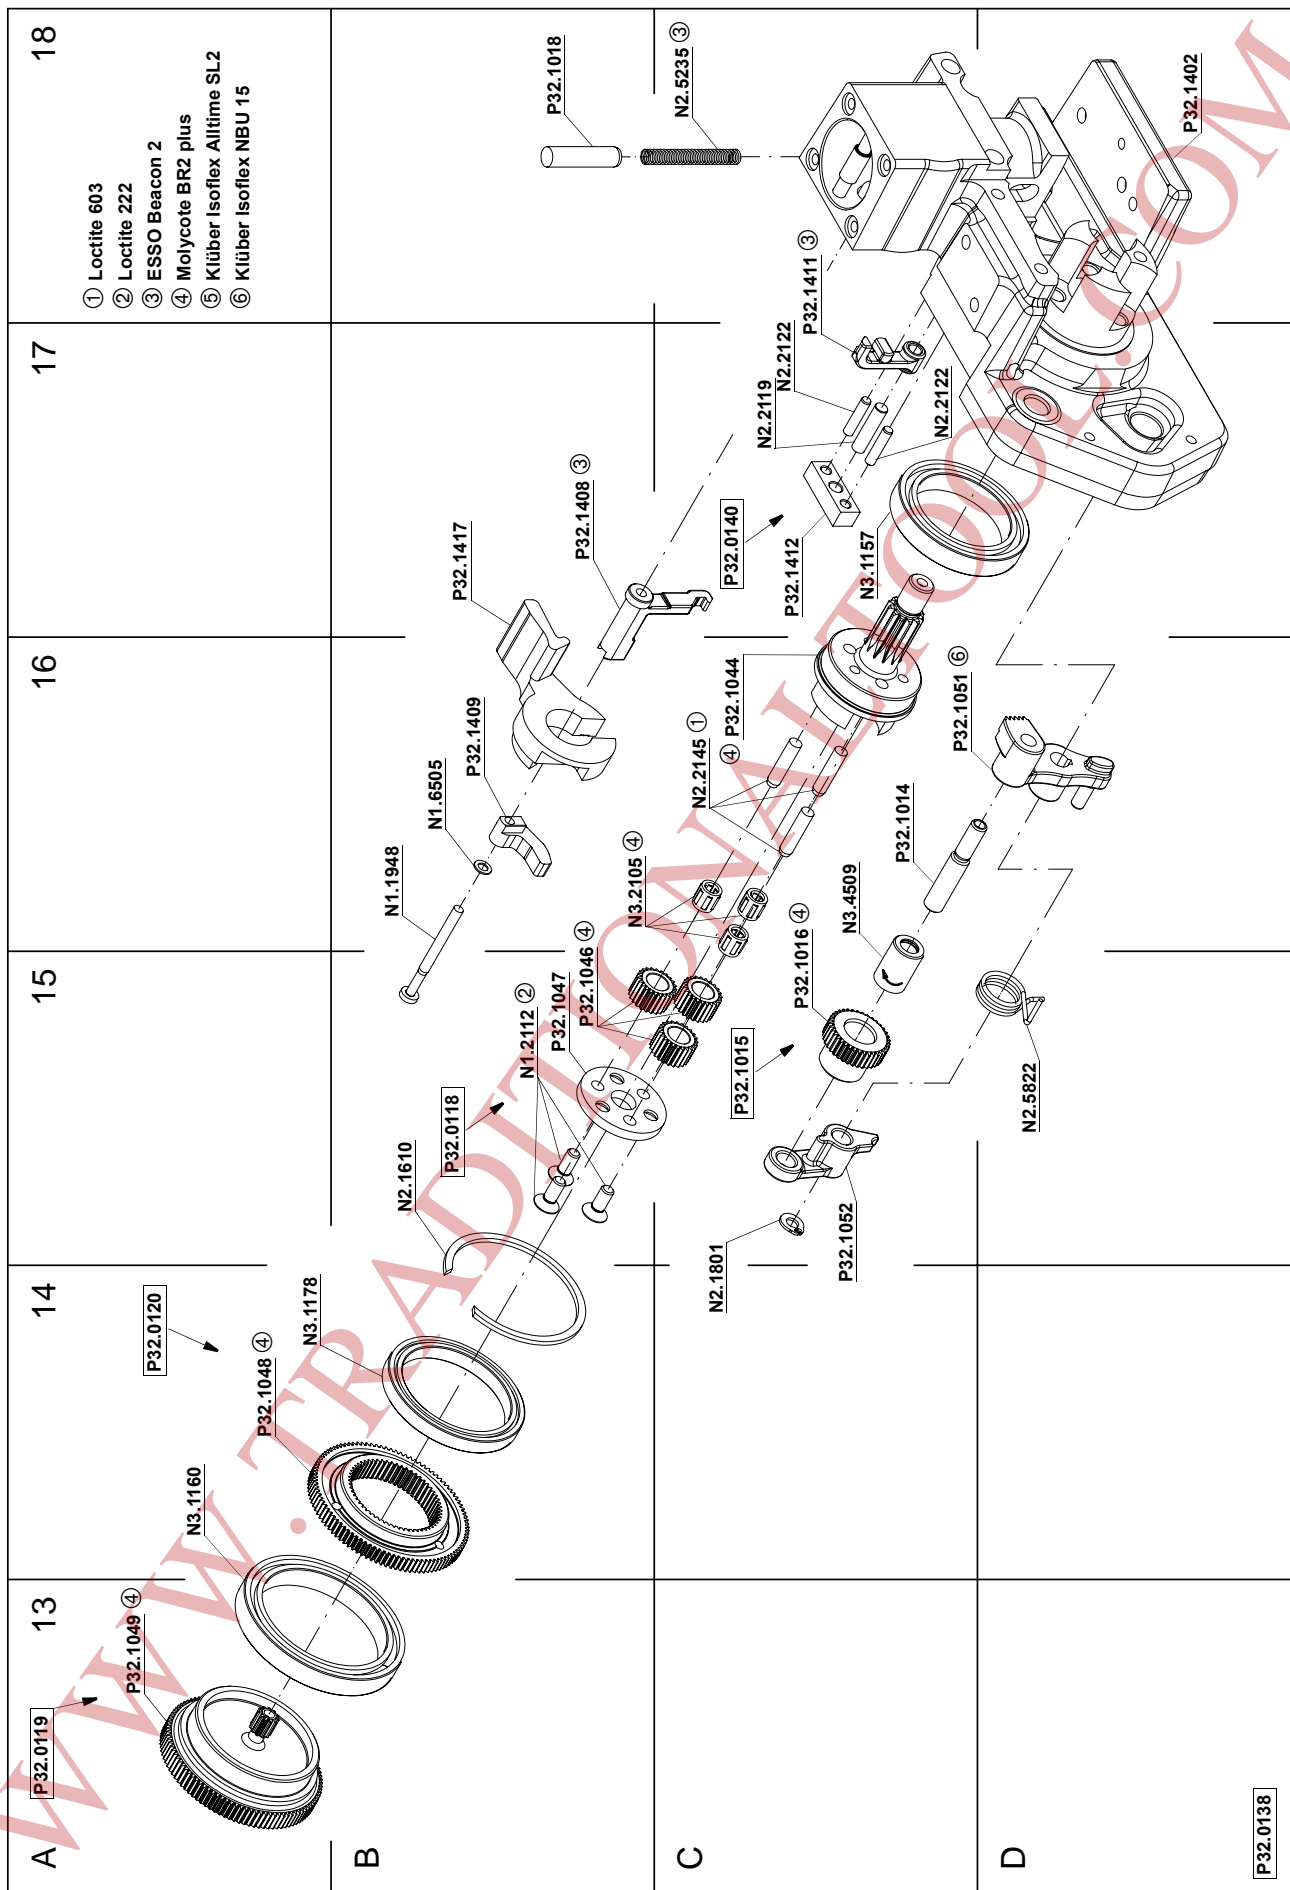 13
14
15
16
17
18
A
B
C
D
① Loctite 603
② Loctite 222
③ ESSO Beacon 2
④ Molycote BR2 plus
⑤ Klüber Isoflex Alltime SL2
⑥ Klüber Isoflex NBU 15
P32.0119
P32.1049 ④
N3.1160
P32.0120
P32.1048 ④
N3.1178
N2.1610
P32.0118
N1.2112 ②
P32.1047
P32.1046 ④
N3.2105 ④
N2.2145 ①
④ P32.1044
N3.1157
N1.1948
N1.6505
P32.1409
P32.1417
P32.1408 ③
P32.0140
P32.1412
N2.2119
N2.2122
N2.2122
P32.1411 ③
P32.1018
N2.5235 ③
P32.1402
N2.1801
P32.1052
P32.1015
P32.1016 ④
N3.4509
P32.1014
P32.1051 ⑥
N2.5822
P32.0138
WWW.TRADITIONALTOOL.COM